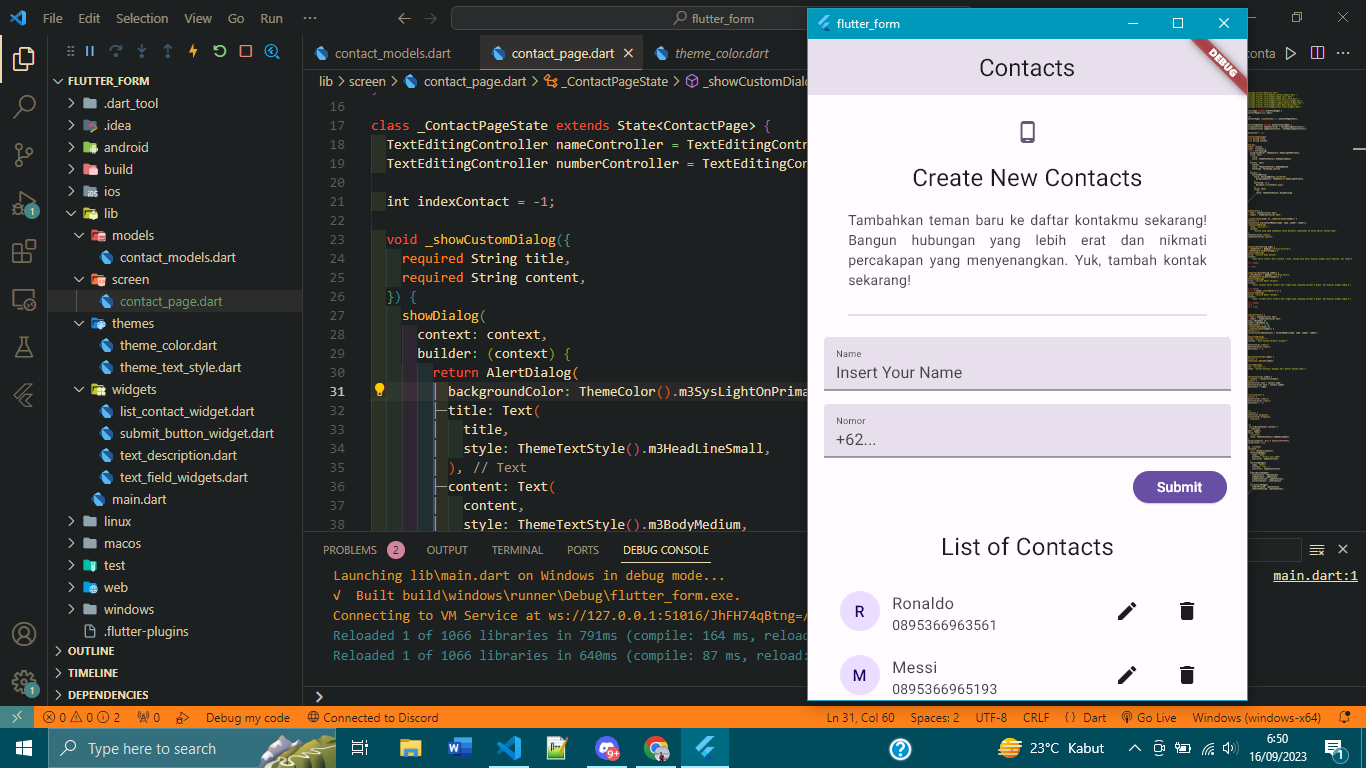 File Edit Selection View Go Run ··· flutter_form
FLUTTER_FORM
.dart_tool
.idea
android
build
ios
lib
models
contact_models.dart
screen
contact_page.dart
themes
theme_color.dart
theme_text_style.dart
widgets
list_contact_widget.dart
submit_button_widget.dart
text_description.dart
text_field_widgets.dart
main.dart
linux
macos
test
web
windows
.flutter-plugins
OUTLINE
TIMELINE
DEPENDENCIES
1
1
contact_models.dart contact_page.dart theme_color.dart conta
lib > screen > contact_page.dart > _ContactPageState > _showCustomDialo
16
17 class _ContactPageState extends State<ContactPage> {
18 TextEditingController nameController = TextEditingContr
19 TextEditingController numberController = TextEditingCon
20
21 int indexContact = -1;
22
23 void _showCustomDialog({
24 required String title,
25 required String content,
26 }) {
27 showDialog(
28 context: context,
29 builder: (context) {
30 return AlertDialog(
31 backgroundColor: ThemeColor().m3SysLightOnPrima
32 title: Text(
33 title,
34 style: ThemeTextStyle().m3HeadLineSmall,
35 ), // Text
36 content: Text(
37 content,
38 style: ThemeTextStyle().m3BodyMedium,
PROBLEMS 2 OUTPUT TERMINAL PORTS DEBUG CONSOLE
Launching lib\main.dart on Windows in debug mode...
√ Built build\windows\runner\Debug\flutter_form.exe.
Connecting to VM Service at ws://127.0.0.1:51016/JhFH74qBtng=/
Reloaded 1 of 1066 libraries in 791ms (compile: 164 ms, reload
Reloaded 1 of 1066 libraries in 640ms (compile: 87 ms, reload:
main.dart:1
flutter_form
DEBUG
Contacts
Create New Contacts
Tambahkan teman baru ke daftar kontakmu sekarang!
Bangun hubungan yang lebih erat dan nikmati
percakapan yang menyenangkan. Yuk, tambah kontak
sekarang!
Name
Insert Your Name
Nomor
+62...
Submit
List of Contacts
R Ronaldo
0895366963561
M Messi
0895366965193
0 0 2 0 Debug my code Connected to Discord Ln 31, Col 60 Spaces: 2 UTF-8 CRLF { } Dart Go Live Windows (windows-x64)
Type here to search 9+ 23°C Kabut 6:50
16/09/2023 1